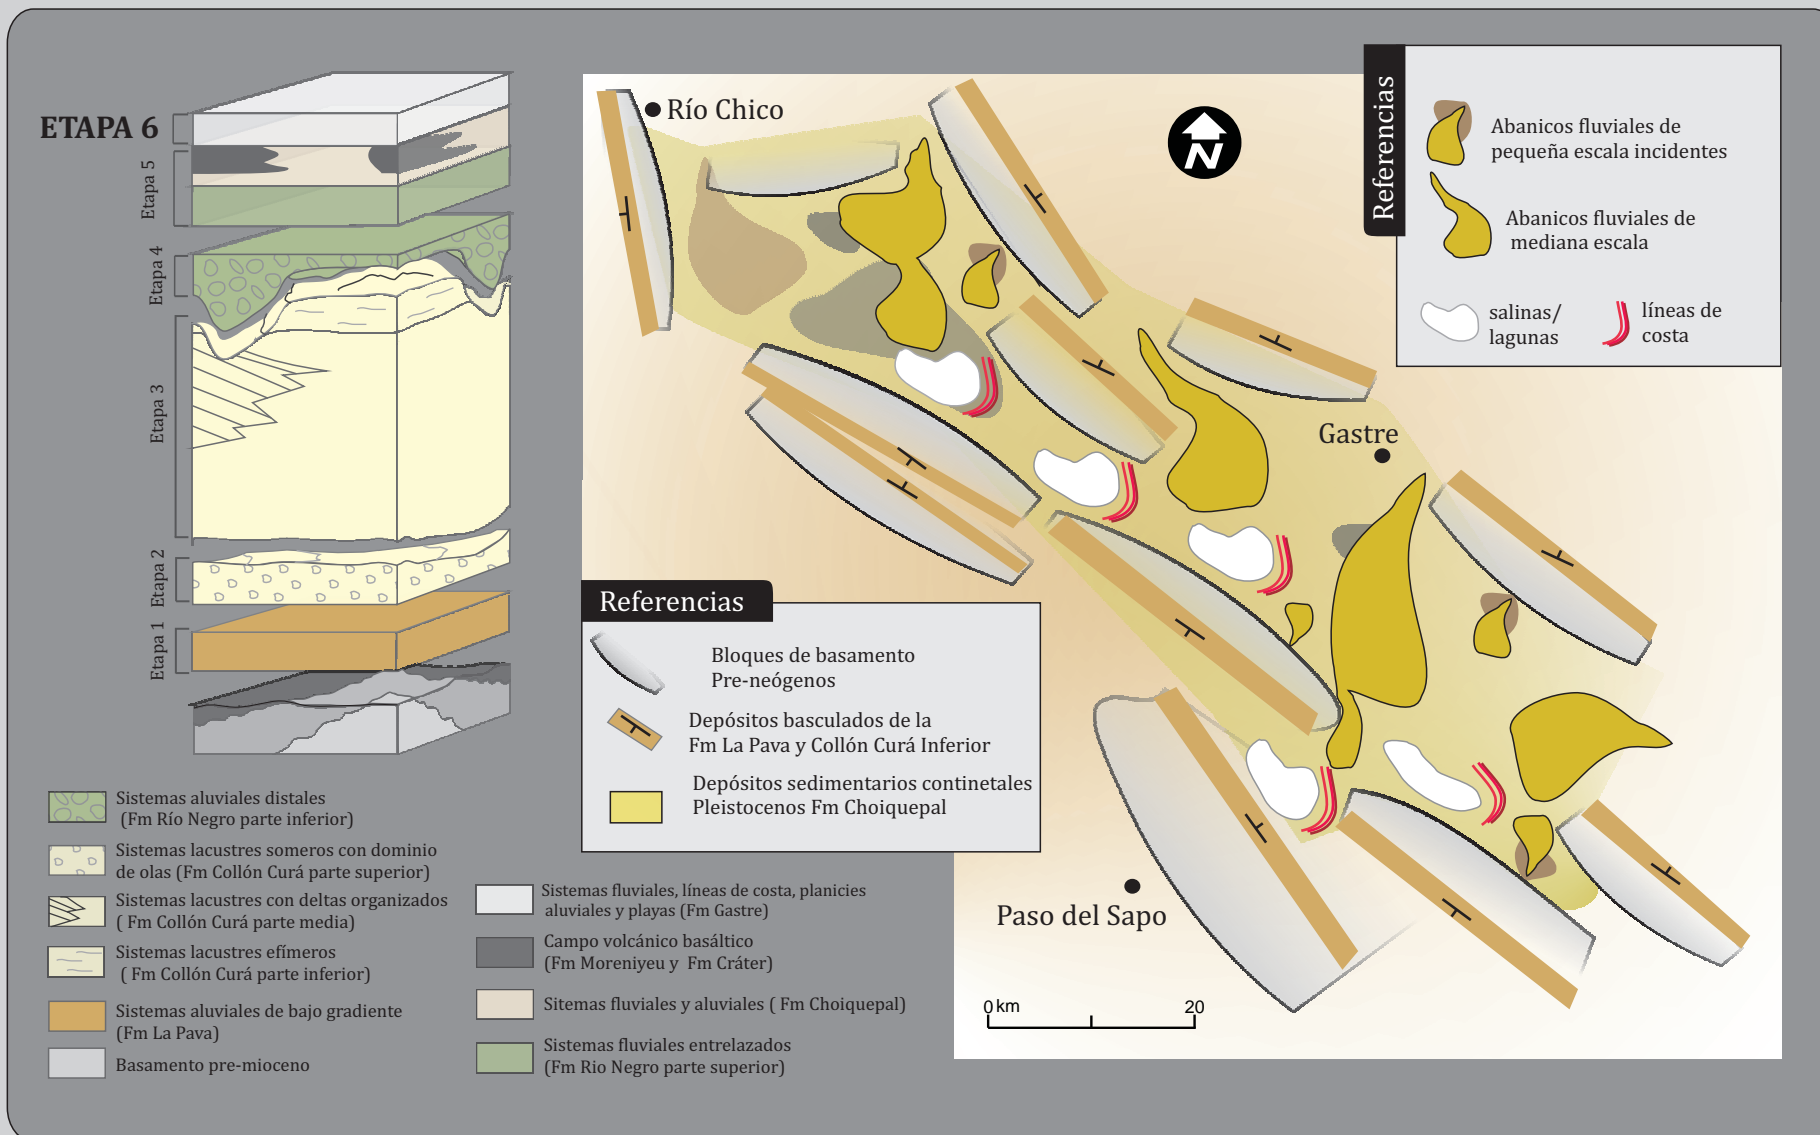 ETAPA 6
Etapa 5
Etapa 4
Etapa 3
Etapa 2
Etapa 1
Sistemas aluviales distales
(Fm Río Negro parte inferior)
Sistemas lacustres someros con dominio
de olas (Fm Collón Curá parte superior)
Sistemas lacustres con deltas organizados
( Fm Collón Curá parte media)
Sistemas lacustres efímeros
( Fm Collón Curá parte inferior)
Sistemas aluviales de bajo gradiente
(Fm La Pava)
Basamento pre-mioceno
Sistemas fluviales, líneas de costa, planicies
aluviales y playas (Fm Gastre)
Campo volcánico basáltico
(Fm Moreniyeu y Fm Cráter)
Sitemas fluviales y aluviales ( Fm Choiquepal)
Sistemas fluviales entrelazados
(Fm Rio Negro parte superior)
Río Chico
N
Gastre
Paso del Sapo
0 km
20
Referencias
Bloques de basamento
Pre-neógenos
Depósitos basculados de la
Fm La Pava y Collón Curá Inferior
Depósitos sedimentarios continetales
Pleistocenos Fm Choiquepal
Referencias
Abanicos fluviales de
pequeña escala incidentes
Abanicos fluviales de
mediana escala
salinas/
lagunas
líneas de
costa